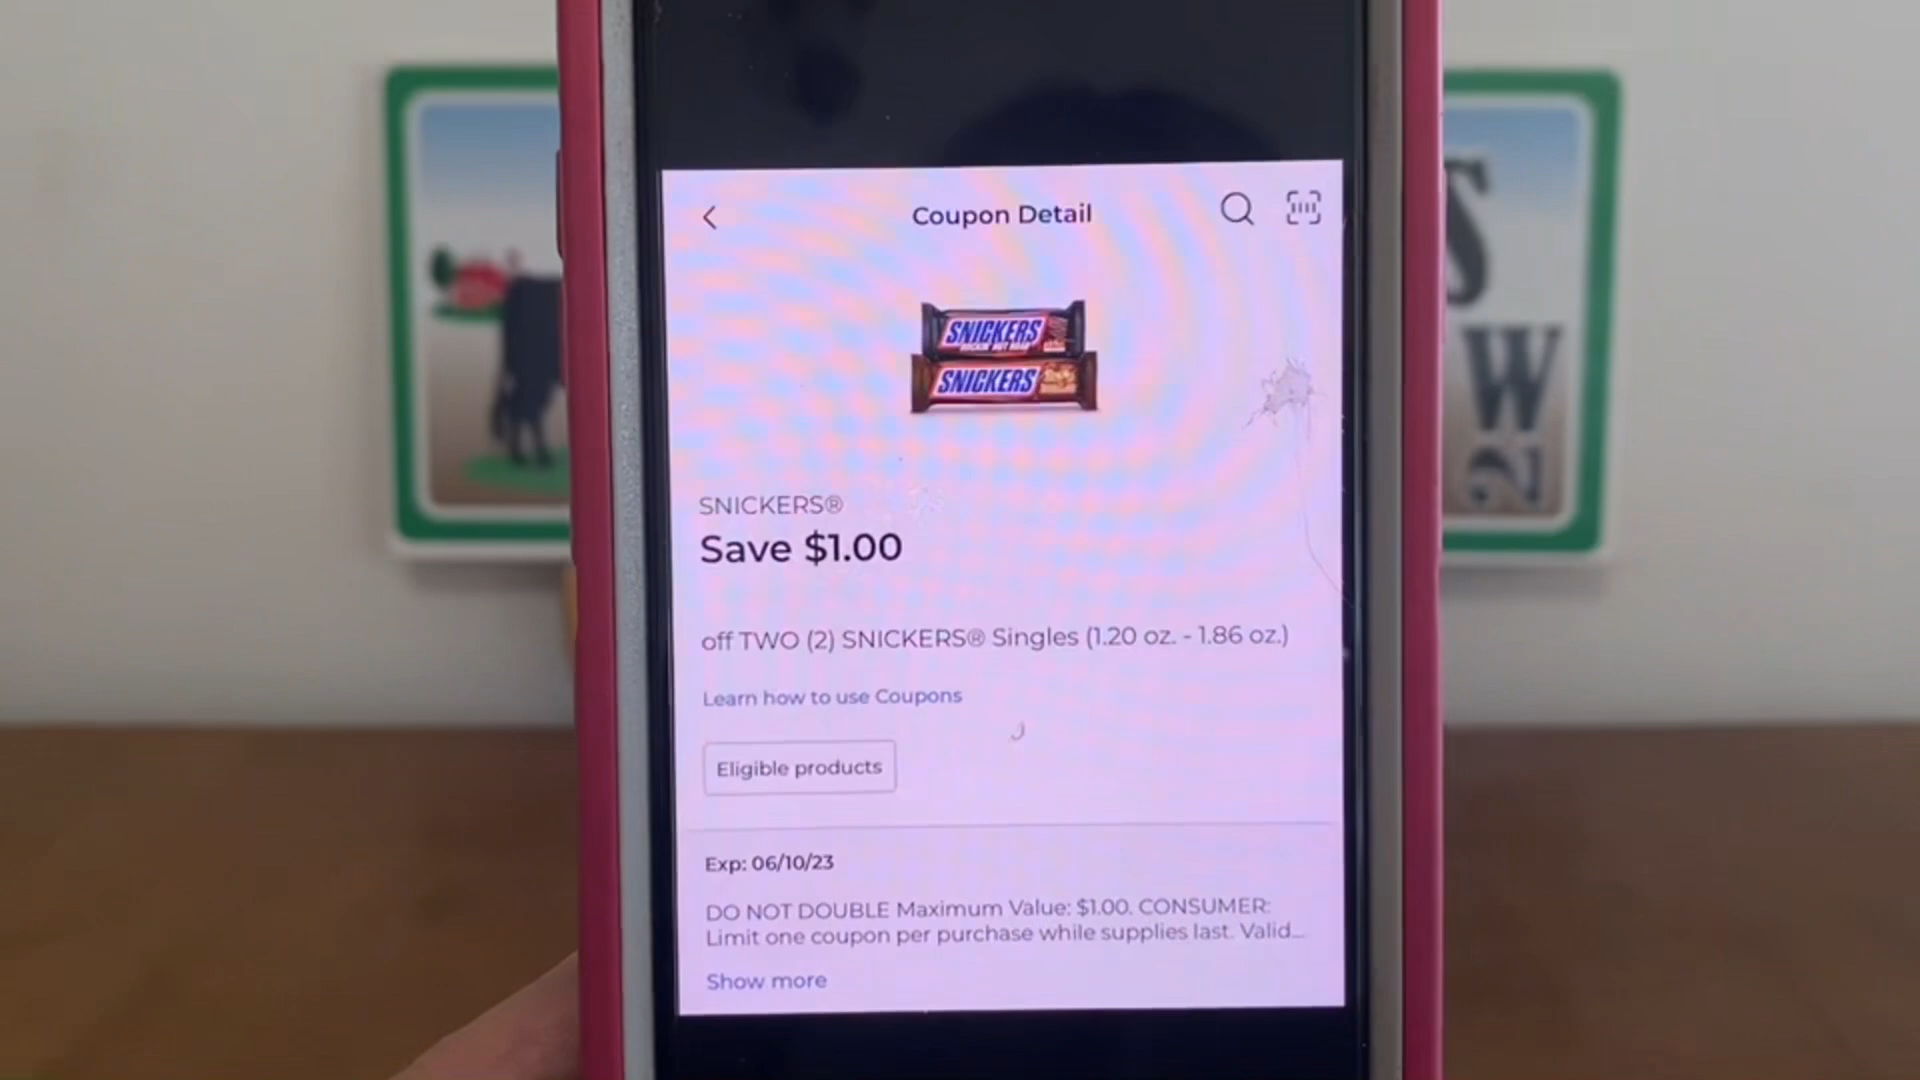 Coupon Detail
SNICKERS
SNICKERS
SNICKERS®
Save $1.00
off TWO (2) SNICKERS® Singles (1.20 oz. - 1.86 oz.)
Learn how to use Coupons
Eligible products
Exp: 06/10/23
DO NOT DOUBLE Maximum Value: $1.00. CONSUMER:
Limit one coupon per purchase while supplies last. Valid...
Show more
S
W